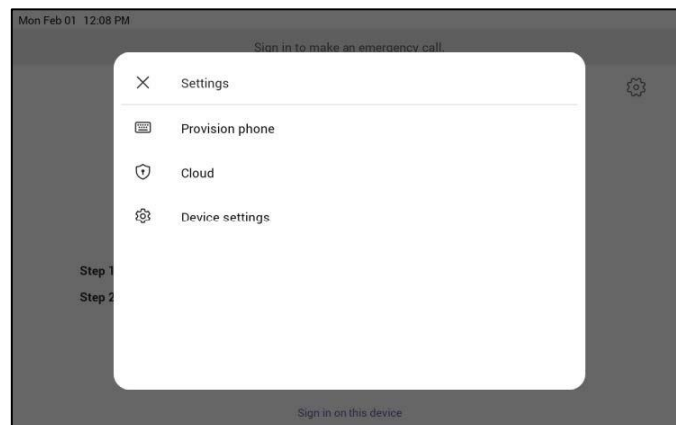 Mon Feb 01 12:08 PM
Sign in to make an emergency call.
Settings
Provision phone
Cloud
Device settings
Step 1
Step 2
Sign in on this device